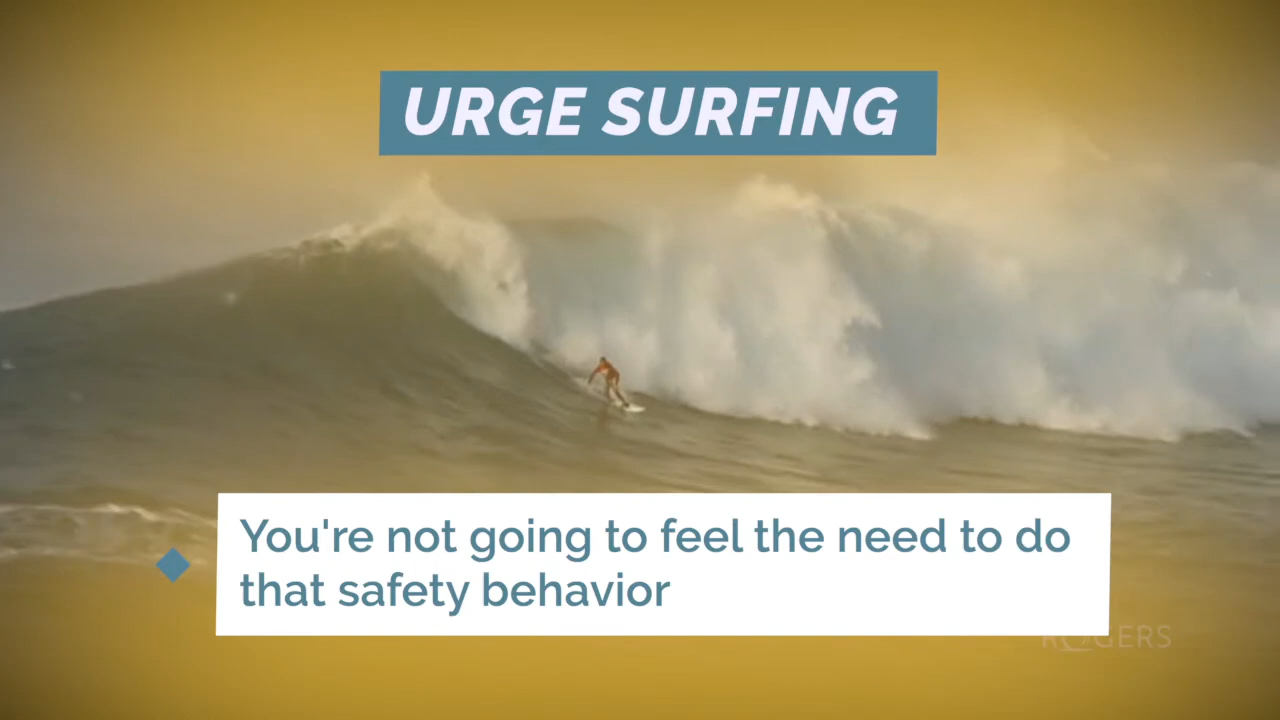 URGE SURFING
You're not going to feel the need to do
that safety behavior
ROGERS